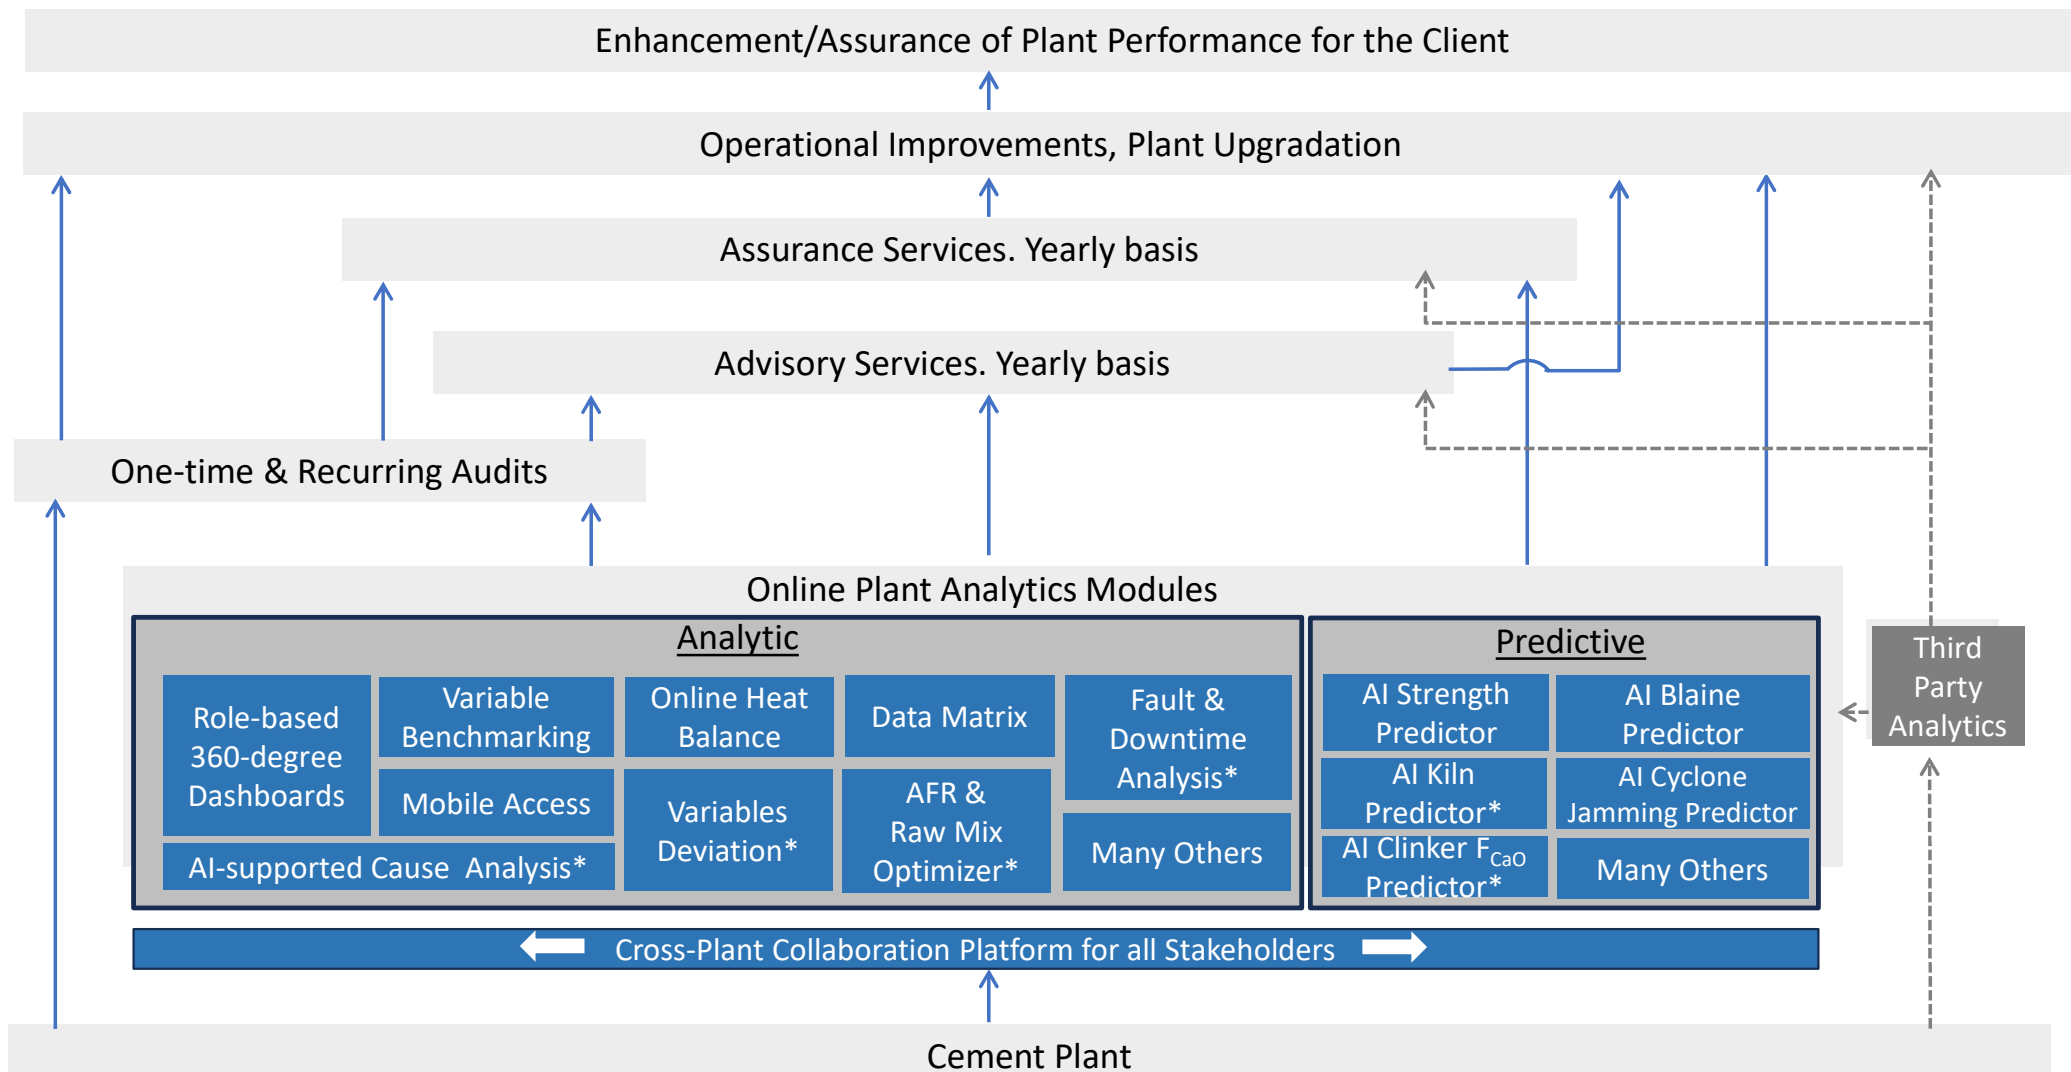 Enhancement/Assurance of Plant Performance for the Client
Operational Improvements, Plant Upgradation
Assurance Services. Yearly basis
Advisory Services. Yearly basis
One-time & Recurring Audits
Online Plant Analytics Modules
Analytic
Role-based
360-degree
Dashboards
Variable
Benchmarking
Online Heat
Balance
Data Matrix
Fault &
Downtime
Analysis*
Mobile Access
Variables
Deviation*
AFR &
Raw Mix
Optimizer*
Many Others
AI-supported Cause Analysis*
Predictive
AI Strength
Predictor
AI Blaine
Predictor
AI Kiln
Predictor*
AI Cyclone
Jamming Predictor
AI Clinker FCaO
Predictor*
Many Others
Third
Party
Analytics
Cross-Plant Collaboration Platform for all Stakeholders
Cement Plant